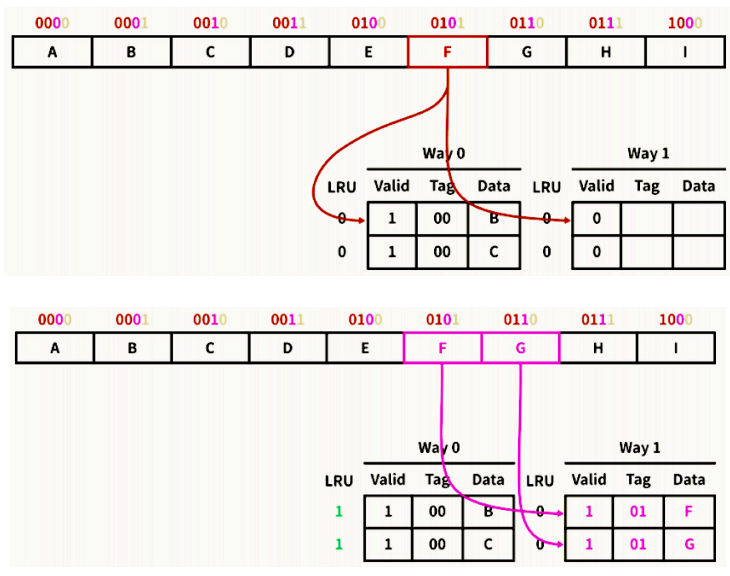 0000 0001 0010 0011 0100 0101 0110 0111 1000
A B C D E F G H I
Way 0 Way 1
LRU Valid Tag Data LRU Valid Tag Data
0 1 00 B 0 0
0 1 00 C 0 0
0000 0001 0010 0011 0100 0101 0110 0111 1000
A B C D E F G H I
Way 0 Way 1
LRU Valid Tag Data LRU Valid Tag Data
1 1 00 B 0 1 01 F
1 1 00 C 0 1 01 G